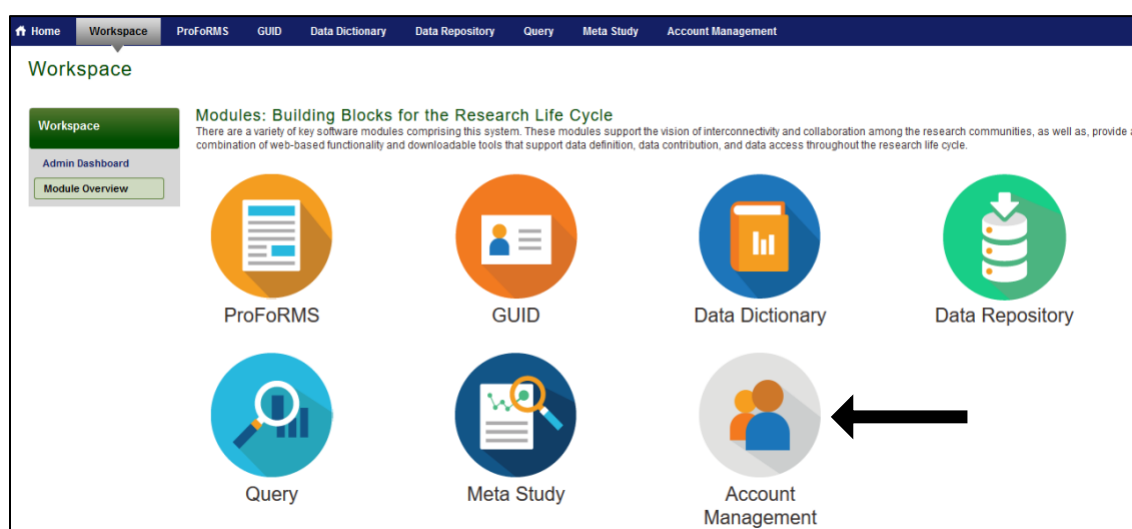 Home Workspace ProFoRMS GUID Data Dictionary Data Repository Query Meta Study Account Management
Workspace
Workspace
Admin Dashboard
Module Overview
Modules: Building Blocks for the Research Life Cycle
There are a variety of key software modules comprising this system. These modules support the vision of interconnectivity and collaboration among the research communities, as well as, provide a
combination of web-based functionality and downloadable tools that support data definition, data contribution, and data access throughout the research life cycle.
ProFoRMS GUID Data Dictionary Data Repository
Query Meta Study Account
Management